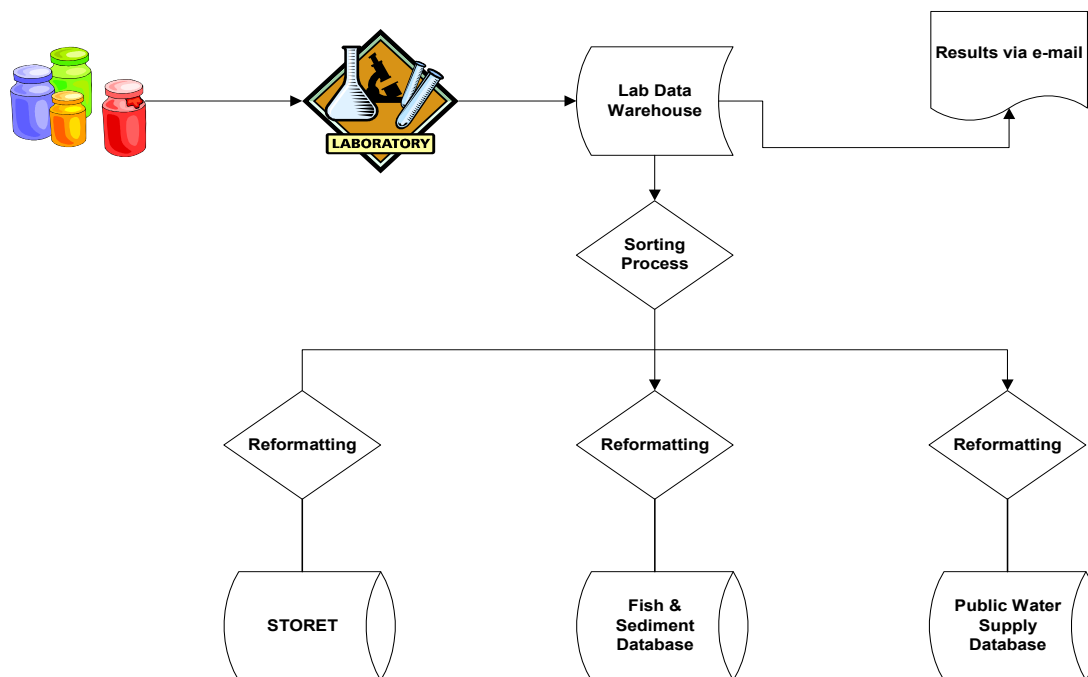 Results via e-mail
LABORATORY
Lab Data
Warehouse
Sorting
Process
Reformatting
Reformatting
Reformatting
STORET
Fish &
Sediment
Database
Public Water
Supply
Database